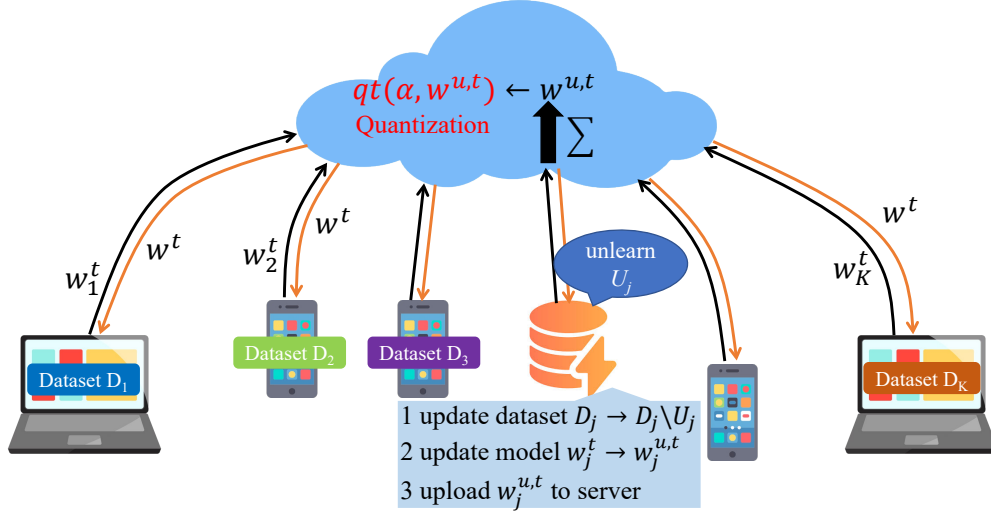 qt(α, w^{u,t}) ← w^{u,t}
Quantization
∑
w_1^t
w^t
w_2^t
w^t
unlearn
U_j
w^t
w_K^t
Dataset D_1
Dataset D_2
Dataset D_3
Dataset D_K
1 update dataset D_j → D_j\U_j
2 update model w_j^t → w_j^{u,t}
3 upload w_j^{u,t} to server